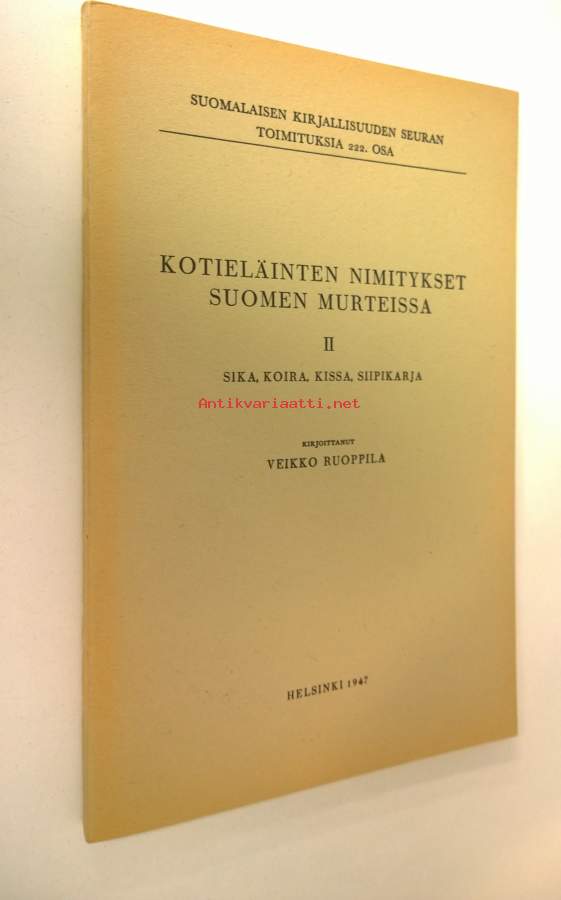 SUOMALAISEN KIRJALLISUUDEN SEURAN
TOIMITUKSIA 222. OSA
KOTIELÄINTEN NIMITYKSET
SUOMEN MURTEISSA
II
SIKA, KOIRA, KISSA, SIIPIKARJA
Antikvariaatti.net
KIRJOITTANUT
VEIKKO RUOPPILA
HELSINKI 1947